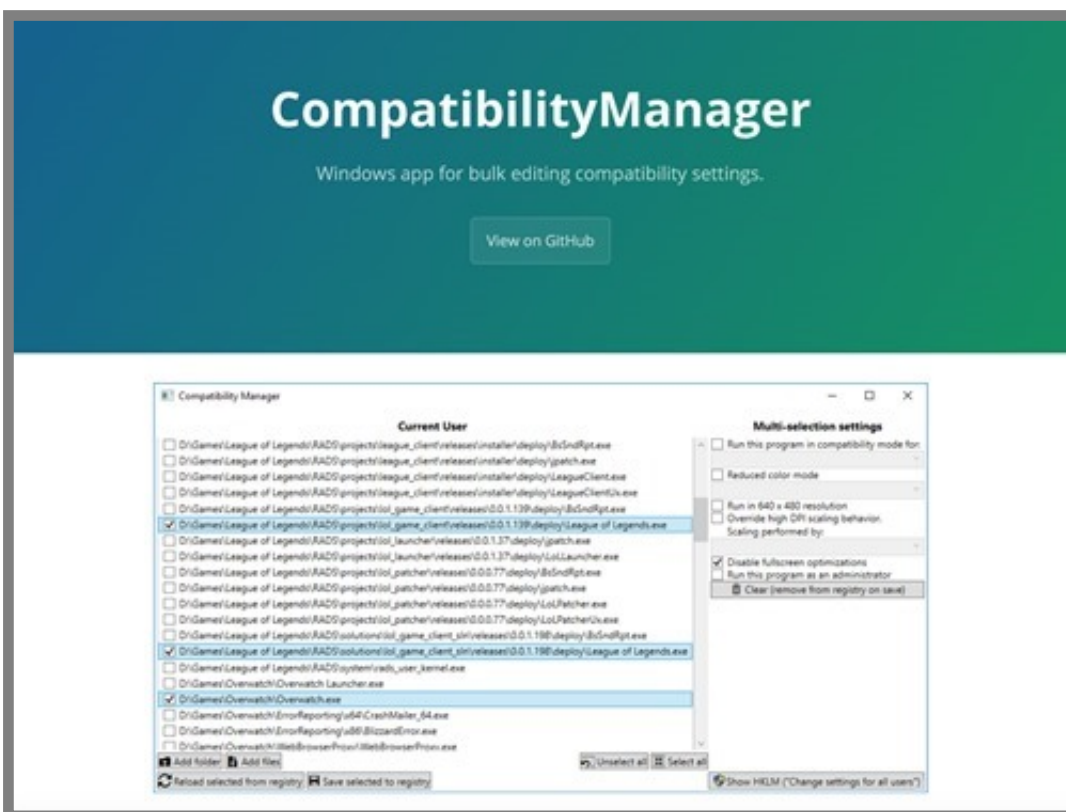 CompatibilityManager
Windows app for bulk editing compatibility settings.
View on GitHub
Compatibility Manager
Current User
D:\Games\League of Legends\RADS\projects\league_client\releases\installer\deploy\BsSndRpt.exe
D:\Games\League of Legends\RADS\projects\league_client\releases\installer\deploy\jpatch.exe
D:\Games\League of Legends\RADS\projects\league_client\releases\installer\deploy\LeagueClient.exe
D:\Games\League of Legends\RADS\projects\league_client\releases\installer\deploy\LeagueClientUx.exe
D:\Games\League of Legends\RADS\projects\lol_game_client\releases\0.0.1.139\deploy\BsSndRpt.exe
D:\Games\League of Legends\RADS\projects\lol_game_client\releases\0.0.1.139\deploy\League of Legends.exe
D:\Games\League of Legends\RADS\projects\lol_launcher\releases\0.0.1.37\deploy\jpatch.exe
D:\Games\League of Legends\RADS\projects\lol_launcher\releases\0.0.1.37\deploy\LoLLauncher.exe
D:\Games\League of Legends\RADS\projects\lol_patcher\releases\0.0.0.77\deploy\BsSndRpt.exe
D:\Games\League of Legends\RADS\projects\lol_patcher\releases\0.0.0.77\deploy\jpatch.exe
D:\Games\League of Legends\RADS\projects\lol_patcher\releases\0.0.0.77\deploy\LoLPatcher.exe
D:\Games\League of Legends\RADS\projects\lol_patcher\releases\0.0.0.77\deploy\LoLPatcherUx.exe
D:\Games\League of Legends\RADS\solutions\lol_game_client_sln\releases\0.0.1.198\deploy\BsSndRpt.exe
D:\Games\League of Legends\RADS\solutions\lol_game_client_sln\releases\0.0.1.198\deploy\League of Legends.exe
D:\Games\League of Legends\RADS\system\rads_user_kernel.exe
D:\Games\Overwatch\Overwatch Launcher.exe
D:\Games\Overwatch\Overwatch.exe
D:\Games\Overwatch\ErrorReporting\x64\CrashMailer_64.exe
D:\Games\Overwatch\ErrorReporting\x86\BlizzardError.exe
D:\Games\Overwatch\WebBrowserProxy\WebBrowserProxy.exe
Add folder Add files Unselect all Select all
Reload selected from registry Save selected to registry
Multi-selection settings
Run this program in compatibility mode for:
Reduced color mode
Run in 640 x 480 resolution
Override high DPI scaling behavior.
Scaling performed by:
Disable fullscreen optimizations
Run this program as an administrator
Clear (remove from registry on save)
Show HKLM ("Change settings for all users")